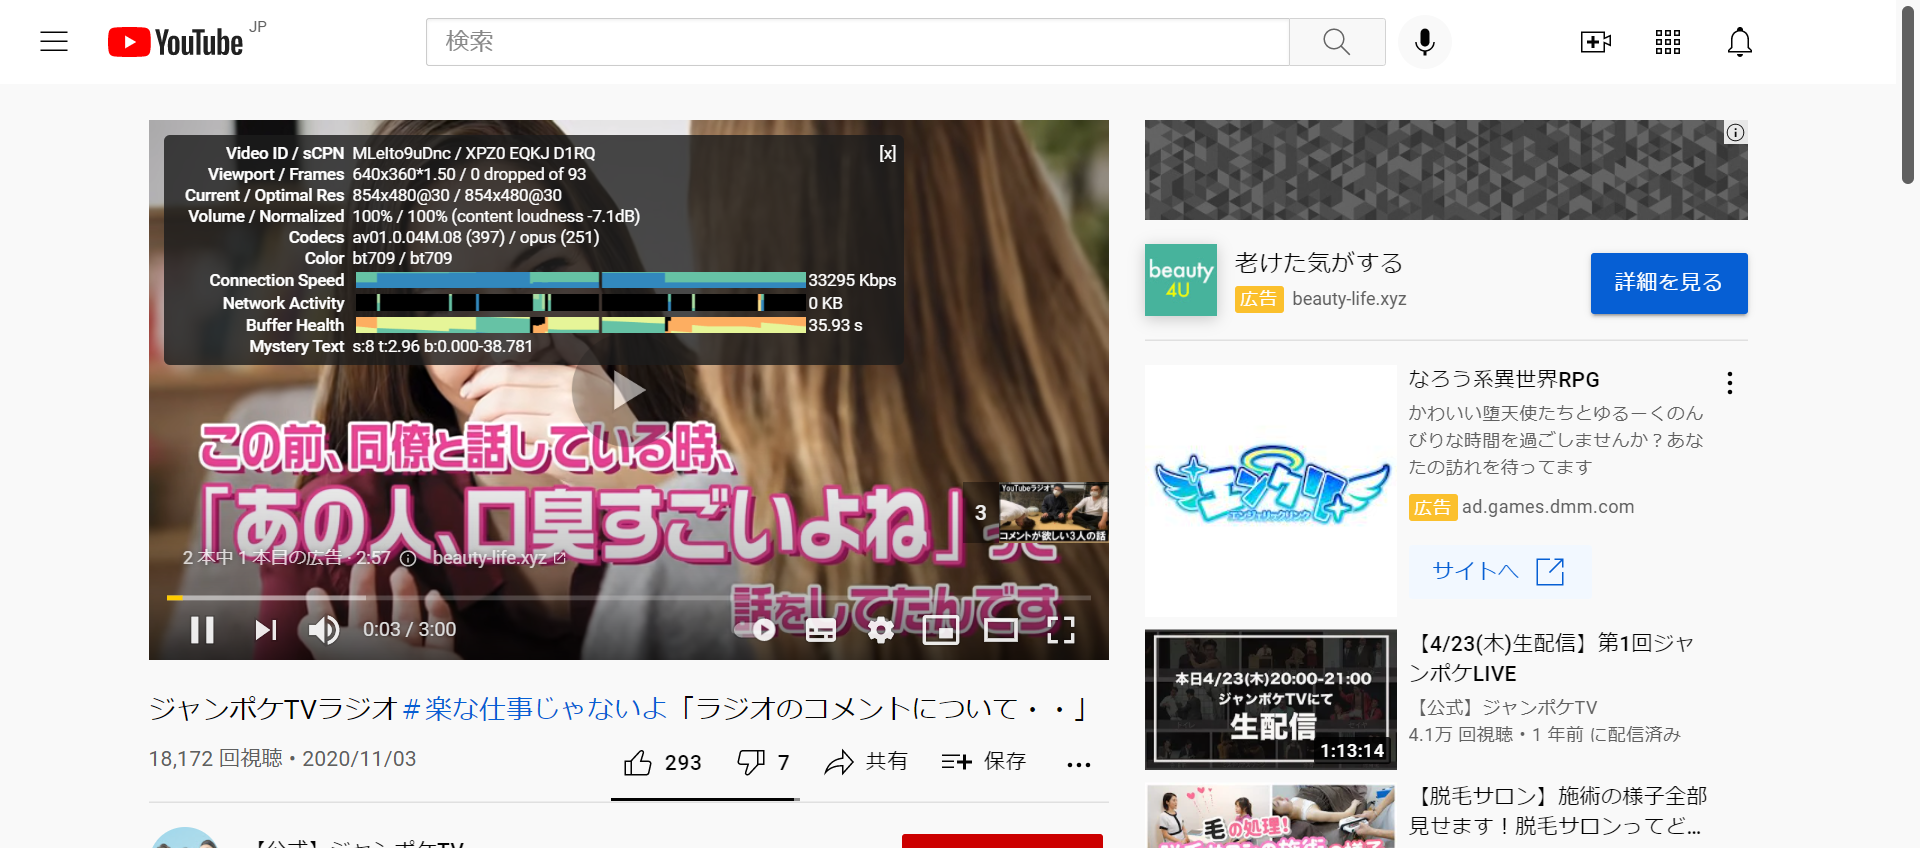 YouTube JP
検索
Video ID / sCPN MLeIto9uDnc / XPZ0 EQKJ D1RQ [x]
Viewport / Frames 640x360*1.50 / 0 dropped of 93
Current / Optimal Res 854x480@30 / 854x480@30
Volume / Normalized 100% / 100% (content loudness -7.1dB)
Codecs av01.0.04M.08 (397) / opus (251)
Color bt709 / bt709
Connection Speed 33295 Kbps
Network Activity 0 KB
Buffer Health 35.93 s
Mystery Text s:8 t:2.96 b:0.000-38.781
この前、同僚と話している時、
「あの人、口臭すごいよね」って
話をしてたんです
3
YouTubeラジオ
コメントが欲しい3人の話
2 本中 1 本目の広告 · 2:57 beauty-life.xyz
0:03 / 3:00
ジャンポケTVラジオ＃楽な仕事じゃないよ「ラジオのコメントについて・・」
18,172 回視聴・2020/11/03
293 7 共有 保存
【公式】ジャンポケTV
beauty
4U
老けた気がする
広告 beauty-life.xyz
詳細を見る
エンクリ
エンジェリックリンク
なろう系異世界RPG
かわいい堕天使たちとゆるーくのん
びりな時間を過ごしませんか？あな
たの訪れを待ってます
広告 ad.games.dmm.com
サイトへ
本日4/23(木)20:00-21:00
ジャンポケTVにて
生配信
1:13:14
【4/23(木)生配信】第1回ジャ
ンポケLIVE
【公式】ジャンポケTV
4.1万 回視聴・1 年前 に配信済み
毛の処理!
【脱毛サロン】施術の様子全部
見せます！脱毛サロンってど...